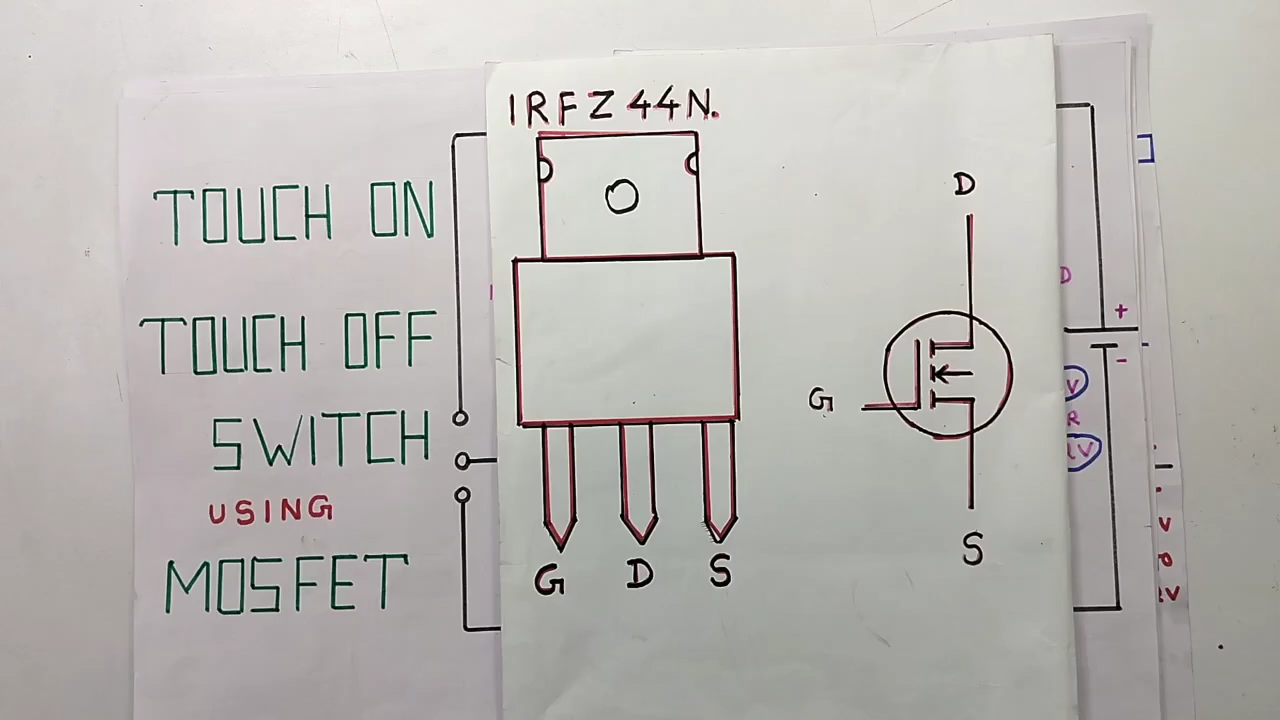 IRFZ44N.
TOUCH ON
TOUCH OFF
SWITCH
USING
MOSFET
G D S
D
G
S
D
+
-
V
R
V
V